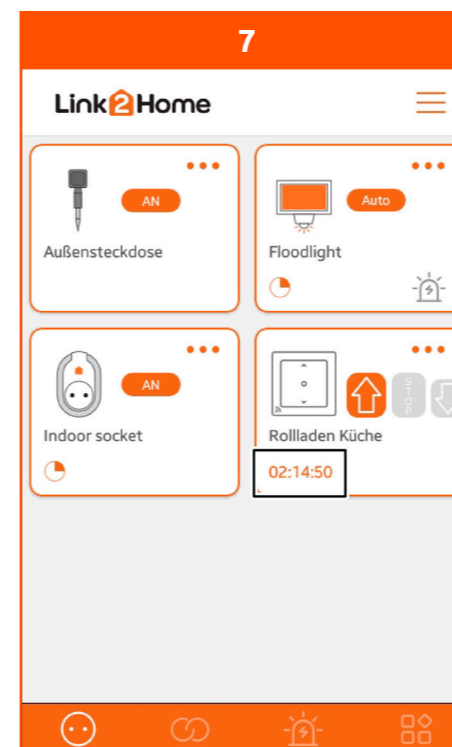 7
Link2Home
AN
Außensteckdose
Auto
Floodlight
AN
Indoor socket
STOP
Rollladen Küche
02:14:50